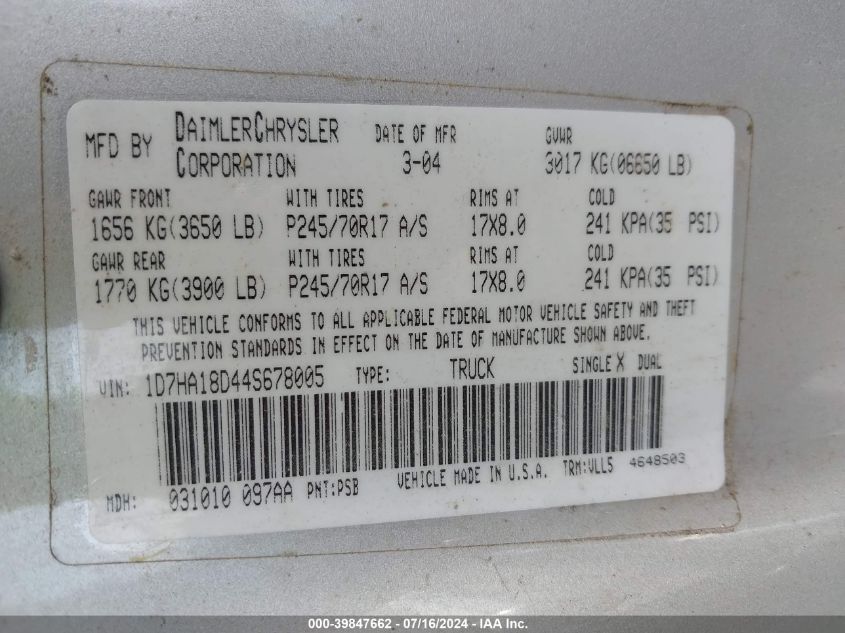 MFD BY DAIMLERCHRYSLER CORPORATION DATE OF MFR 3-04 GVWR 3017 KG(06650 LB)
GAWR FRONT WITH TIRES RIMS AT COLD
1656 KG(3650 LB) P245/70R17 A/S 17X8.0 241 KPA(35 PSI)
GAWR REAR WITH TIRES RIMS AT COLD
1770 KG(3900 LB) P245/70R17 A/S 17X8.0 241 KPA(35 PSI)
THIS VEHICLE CONFORMS TO ALL APPLICABLE FEDERAL MOTOR VEHICLE SAFETY AND THEFT
PREVENTION STANDARDS IN EFFECT ON THE DATE OF MANUFACTURE SHOWN ABOVE.
VIN: 1D7HA18D44S678005 TYPE: TRUCK SINGLE X DUAL
MDH: 031010 097AA PNT:PSB VEHICLE MADE IN U.S.A. TRM:VLL5 4648503
000-39847662 - 07/16/2024 - IAAI.com